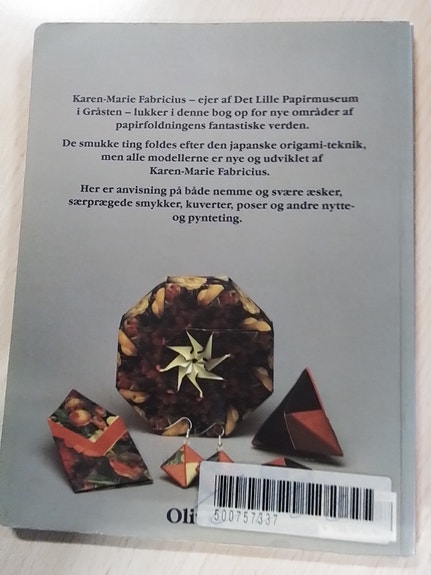 Karen-Marie Fabricius – ejer af Det Lille Papirmuseum
i Gråsten – lukker i denne bog op for nye områder af
papirfoldningens fantastiske verden.
De smukke ting foldes efter den japanske origami-teknik,
men alle modellerne er nye og udviklet af
Karen-Marie Fabricius.
Her er anvisning på både nemme og svære æsker,
særprægede smykker, kuverter, poser og andre nytte-
og pynteting.
Oli
500757337